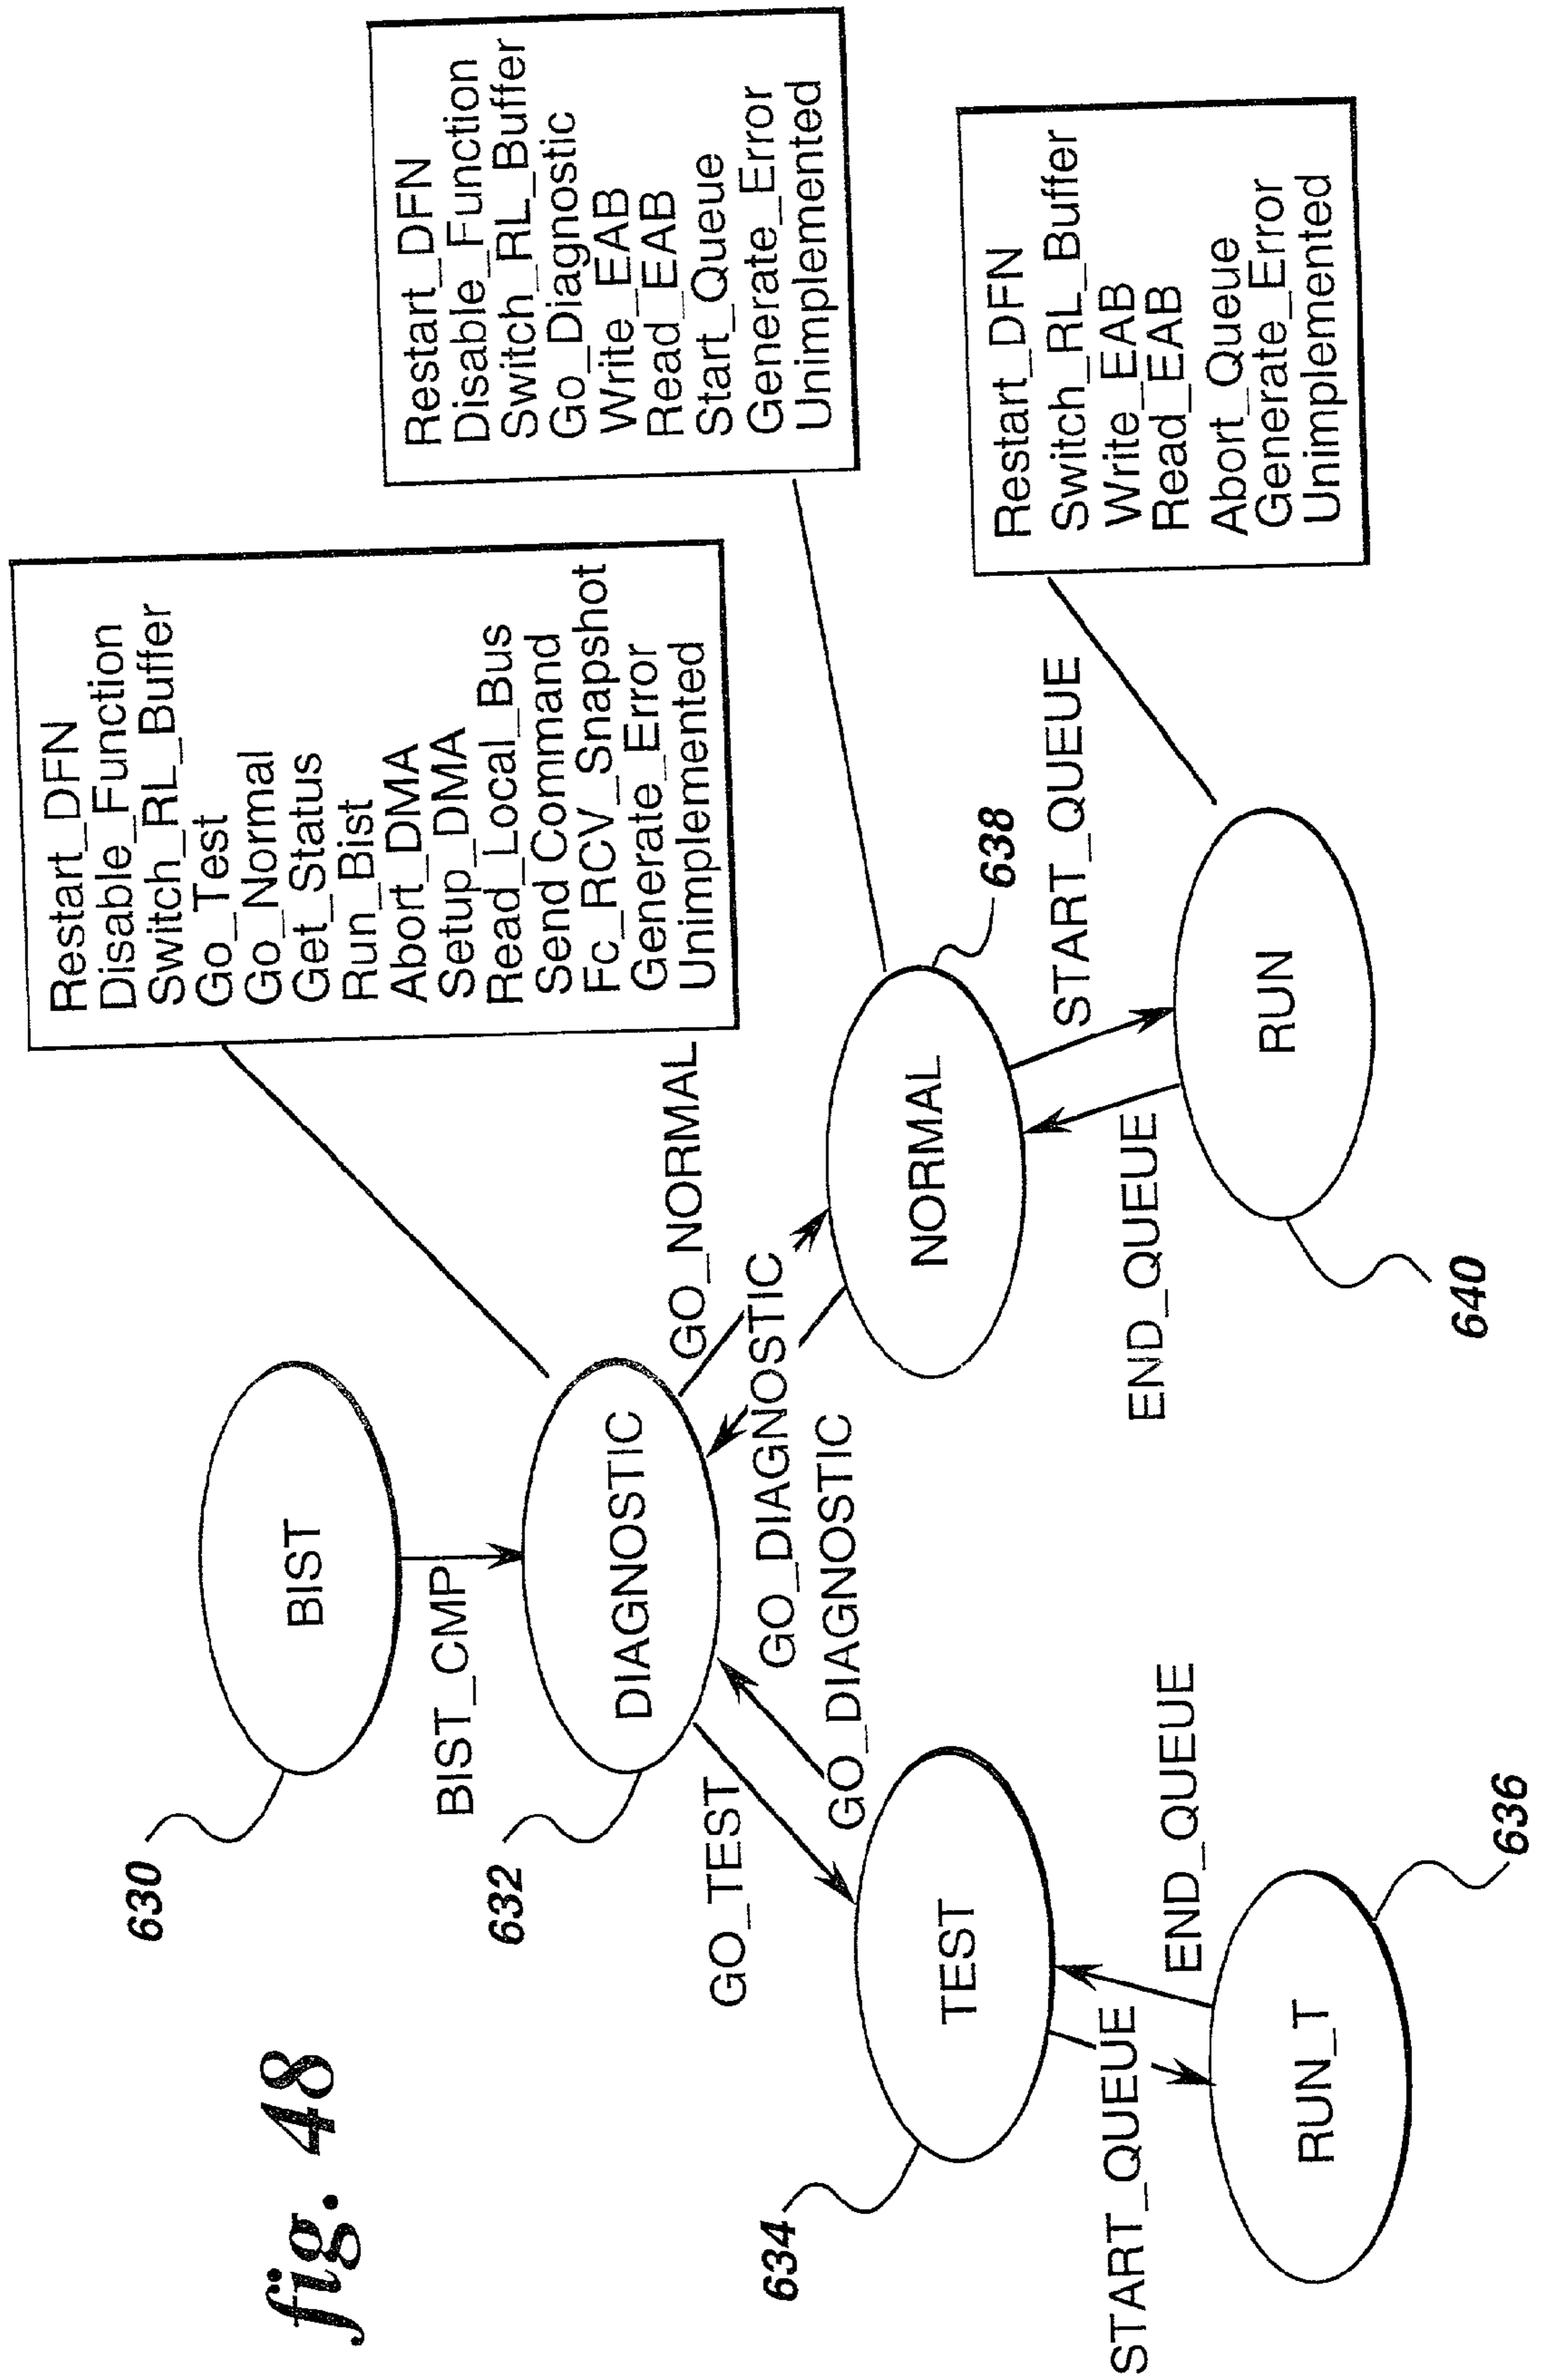 fig. 48
630
BIST
BIST_CMP
632
DIAGNOSTIC
Restart_DFN
Disable_Function
Switch_RL_Buffer
Go_Test
Go_Normal
Get_Status
Run_Bist
Abort_DMA
Setup_DMA
Read_Local_Bus
Send Command
Fc_RCV_Snapshot
Generate_Error
Unimplemented
GO_TEST
GO_DIAGNOSTIC
GO_DIAGNOSTIC
GO_NORMAL
634
TEST
START_QUEUE
END_QUEUE
RUN_T
636
NORMAL
638
Restart_DFN
Disable_Function
Switch_RL_Buffer
Go_Diagnostic
Write_EAB
Read_EAB
Start_Queue
Generate_Error
Unimplemented
END_QUEUE
START_QUEUE
RUN
640
Restart_DFN
Switch_RL_Buffer
Write_EAB
Read_EAB
Abort_Queue
Generate_Error
Unimplemented